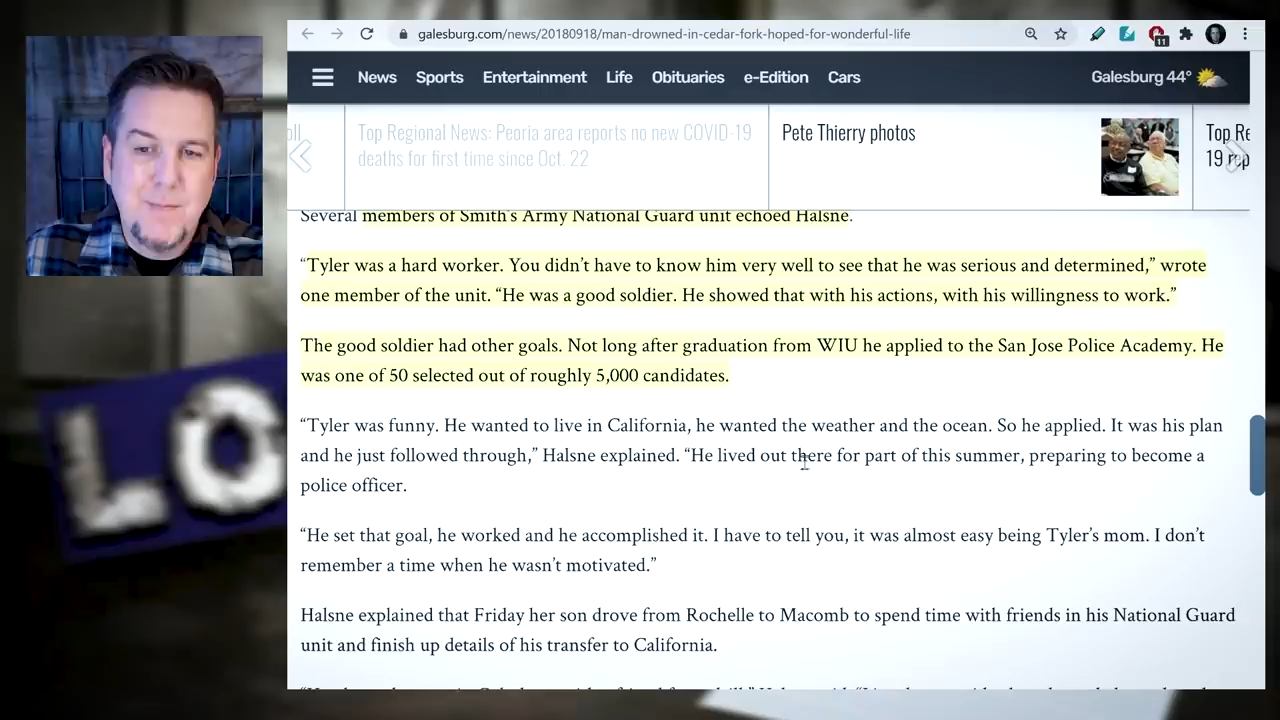 galesburg.com/news/20180918/man-drowned-in-cedar-fork-hoped-for-wonderful-life
11
News Sports Entertainment Life Obituaries e-Edition Cars Galesburg 44°
oll
Top Regional News: Peoria area reports no new COVID-19
deaths for first time since Oct. 22
Pete Thierry photos
Top Re
19 rep
Several members of Smith's Army National Guard unit echoed Halsne.
“Tyler was a hard worker. You didn’t have to know him very well to see that he was serious and determined,” wrote
one member of the unit. “He was a good soldier. He showed that with his actions, with his willingness to work.”
The good soldier had other goals. Not long after graduation from WIU he applied to the San Jose Police Academy. He
was one of 50 selected out of roughly 5,000 candidates.
“Tyler was funny. He wanted to live in California, he wanted the weather and the ocean. So he applied. It was his plan
and he just followed through,” Halsne explained. “He lived out there for part of this summer, preparing to become a
police officer.
“He set that goal, he worked and he accomplished it. I have to tell you, it was almost easy being Tyler’s mom. I don’t
remember a time when he wasn’t motivated.”
Halsne explained that Friday her son drove from Rochelle to Macomb to spend time with friends in his National Guard
unit and finish up details of his transfer to California.
LO